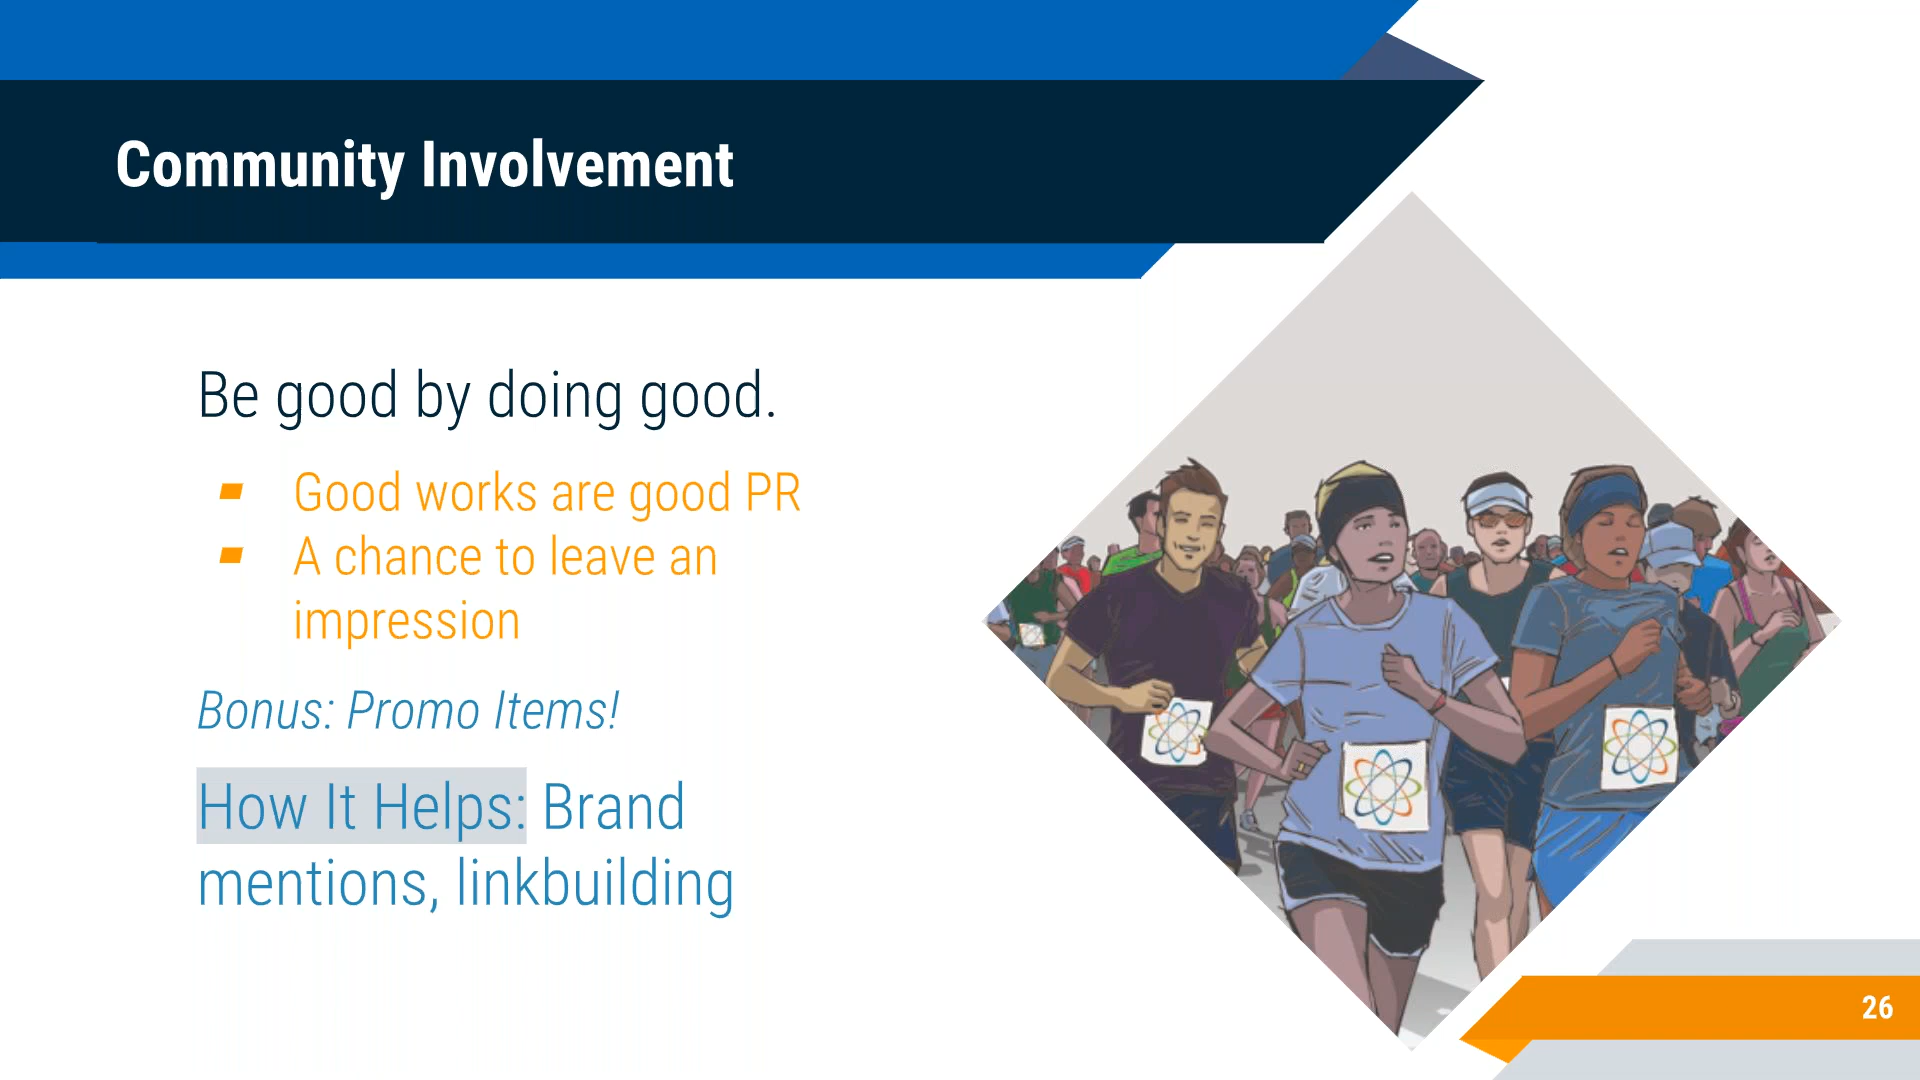 Community Involvement
Be good by doing good.
Good works are good PR
A chance to leave an
impression
Bonus: Promo Items!
How It Helps: Brand
mentions, linkbuilding
26